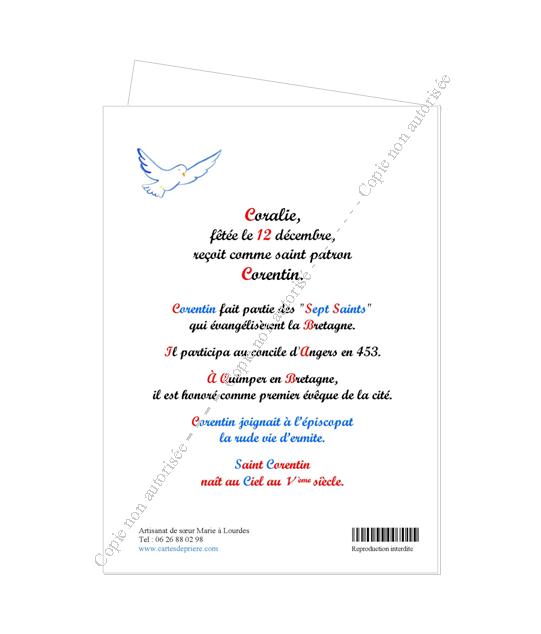 Coralie,
fêtée le 12 décembre,
reçoit comme saint patron
Corentin.
Corentin fait partie des "Sept Saints"
qui évangélisèrent la Bretagne.
Il participa au concile d'Angers en 453.
À Quimper en Bretagne,
il est honoré comme premier évêque de la cité.
Corentin joignait à l'épiscopat
la rude vie d'ermite.
Saint Corentin
naît au Ciel au Vème siècle.
Artisanat de sœur Marie à Lourdes
Tel : 06 26 88 02 98
www.cartesdepriere.com
Reproduction interdite
Copie non autorisée - - - - - Copie non autorisée - - - - - Copie non autorisée